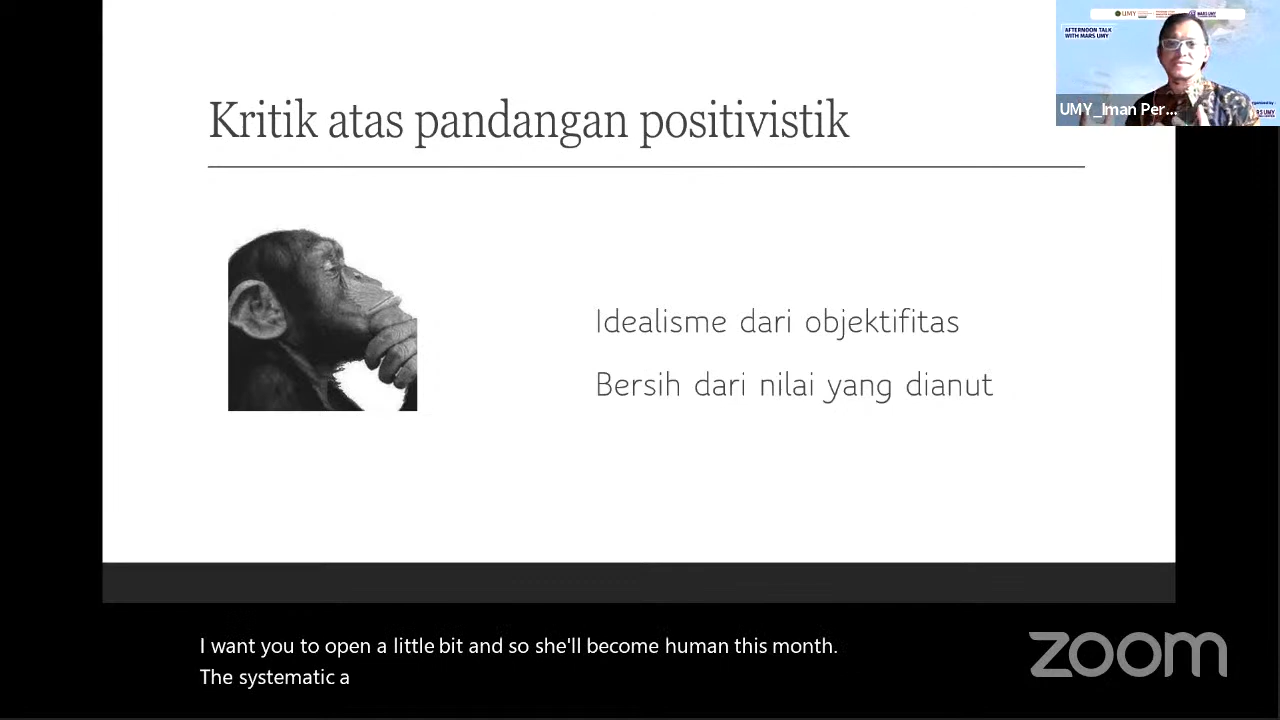 Kritik atas pandangan positivistik
UMY
AFTERNOON TALK
WITH MARS UMY
UMY_Iman Per...
Idealisme dari objektifitas
Bersih dari nilai yang dianut
I want you to open a little bit and so she'll become human this month.
The systematic a
zoom